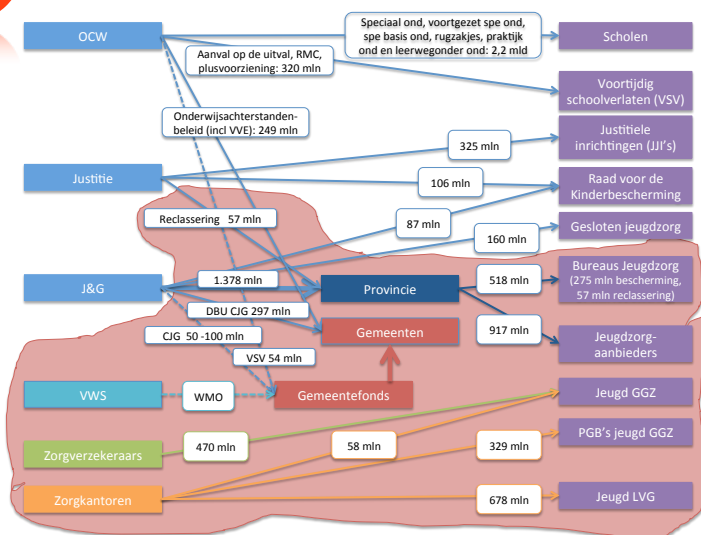 OCW
Speciaal ond, voortgezet spe ond,
spe basis ond, rugzakjes, praktijk
ond en leerwegonder ond: 2,2 mld
Scholen
Aanval op de uitval, RMC,
plusvoorziening: 320 mln
Voortijdig
schoolverlaten (VSV)
Onderwijsachterstanden-
beleid (incl VVE): 249 mln
Justitiele
inrichtingen (JJI's)
325 mln
Justitie
106 mln
Raad voor de
Kinderbescherming
Reclassering 57 mln
87 mln
160 mln
Gesloten jeugdzorg
J&G
1.378 mln
Provincie
518 mln
Bureaus Jeugdzorg
(275 mln bescherming,
57 mln reclassering)
DBU CJG 297 mln
Gemeenten
917 mln
Jeugdzorg-
aanbieders
CJG 50 -100 mln
VSV 54 mln
VWS
WMO
Gemeentefonds
Jeugd GGZ
Zorgverzekeraars
470 mln
58 mln
329 mln
PGB's jeugd GGZ
Zorgkantoren
678 mln
Jeugd LVG